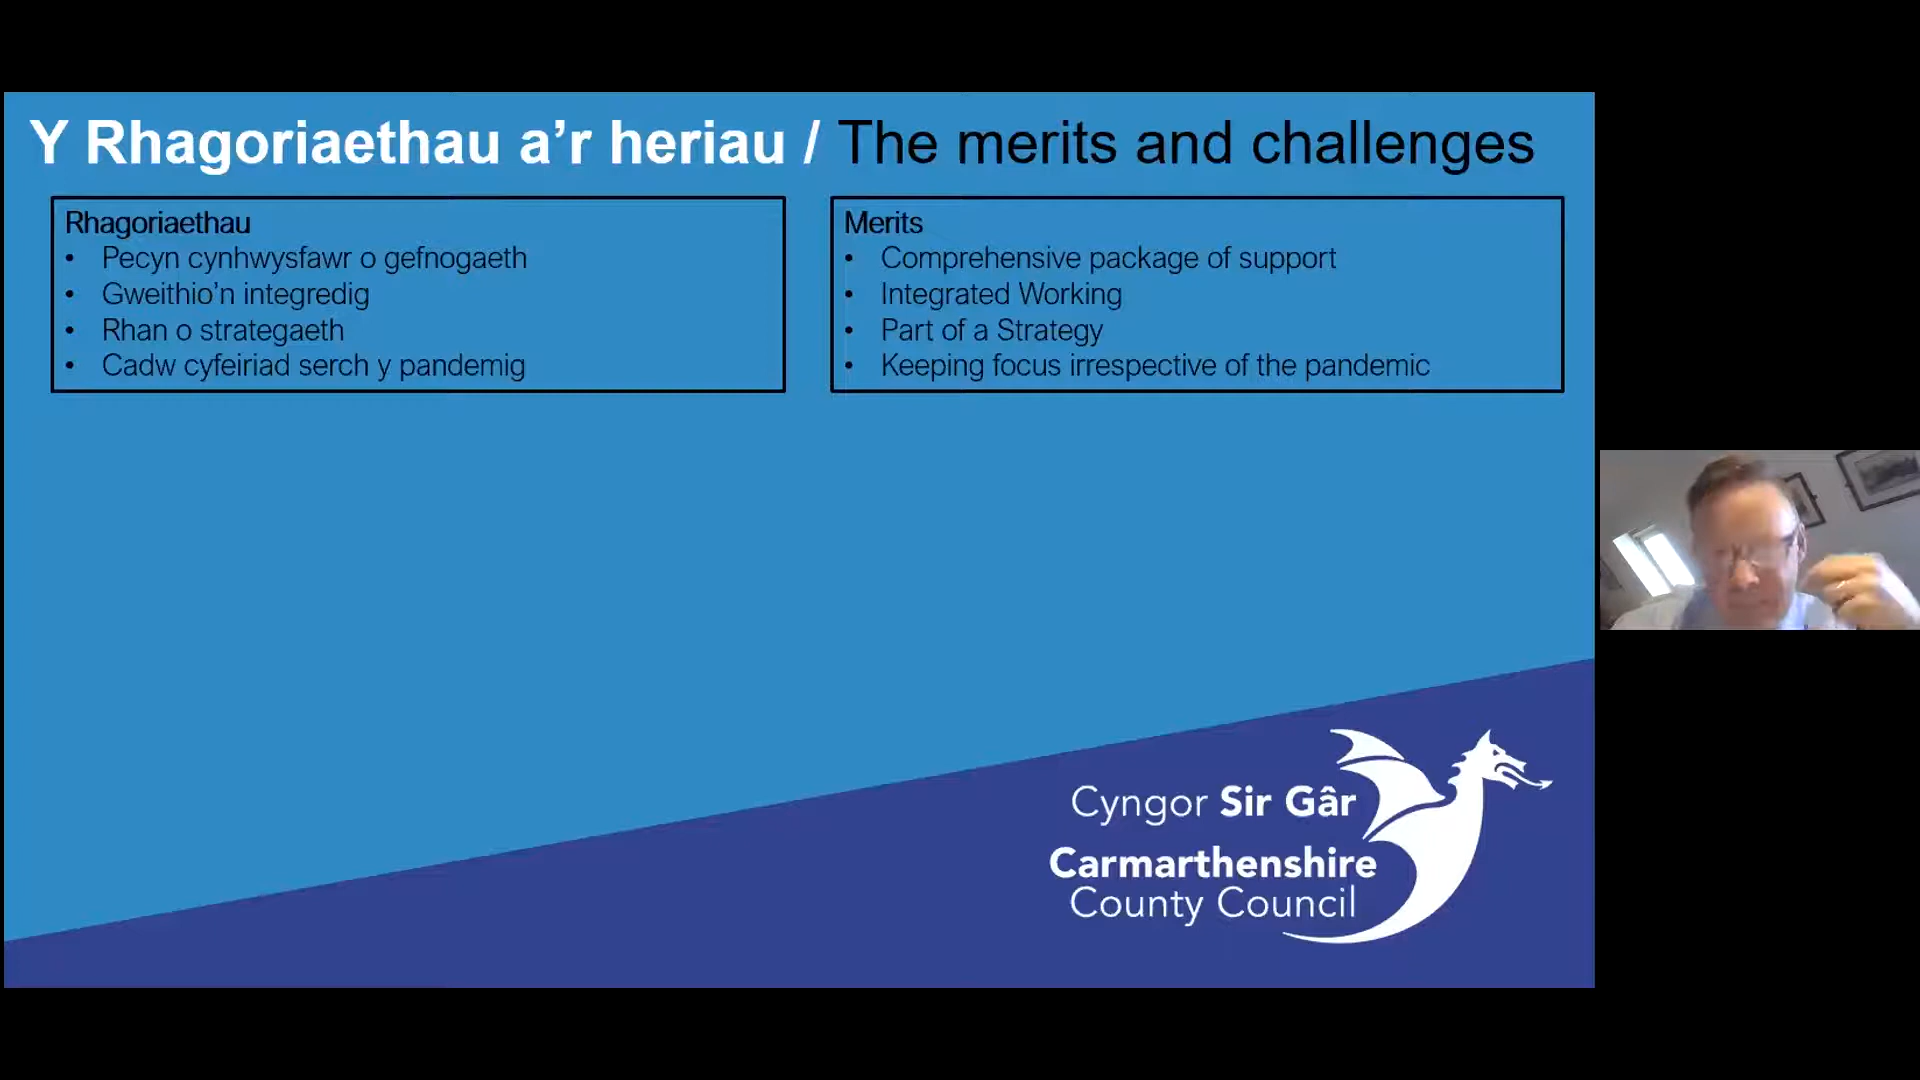 Y Rhagoriaethau a’r heriau / The merits and challenges
Rhagoriaethau
• Pecyn cynhwysfawr o gefnogaeth
• Gweithio’n integredig
• Rhan o strategaeth
• Cadw cyfeiriad serch y pandemig
Merits
• Comprehensive package of support
• Integrated Working
• Part of a Strategy
• Keeping focus irrespective of the pandemic
Cyngor Sir Gâr
Carmarthenshire
County Council